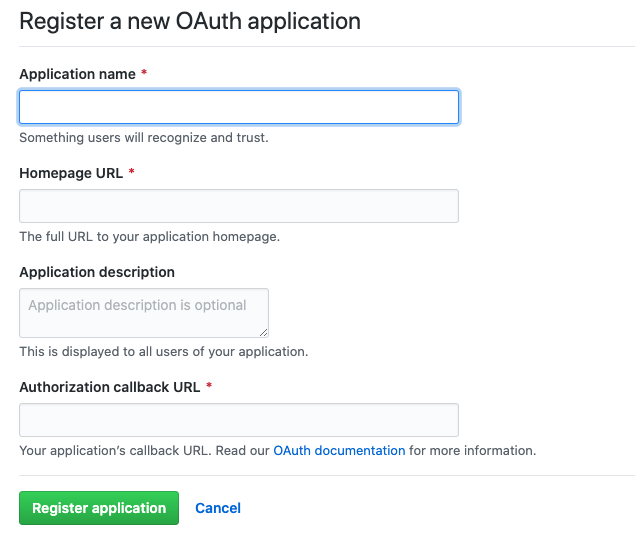 Register a new OAuth application
Application name *
Something users will recognize and trust.
Homepage URL *
The full URL to your application homepage.
Application description
Application description is optional
This is displayed to all users of your application.
Authorization callback URL *
Your application’s callback URL. Read our OAuth documentation for more information.
Register application Cancel